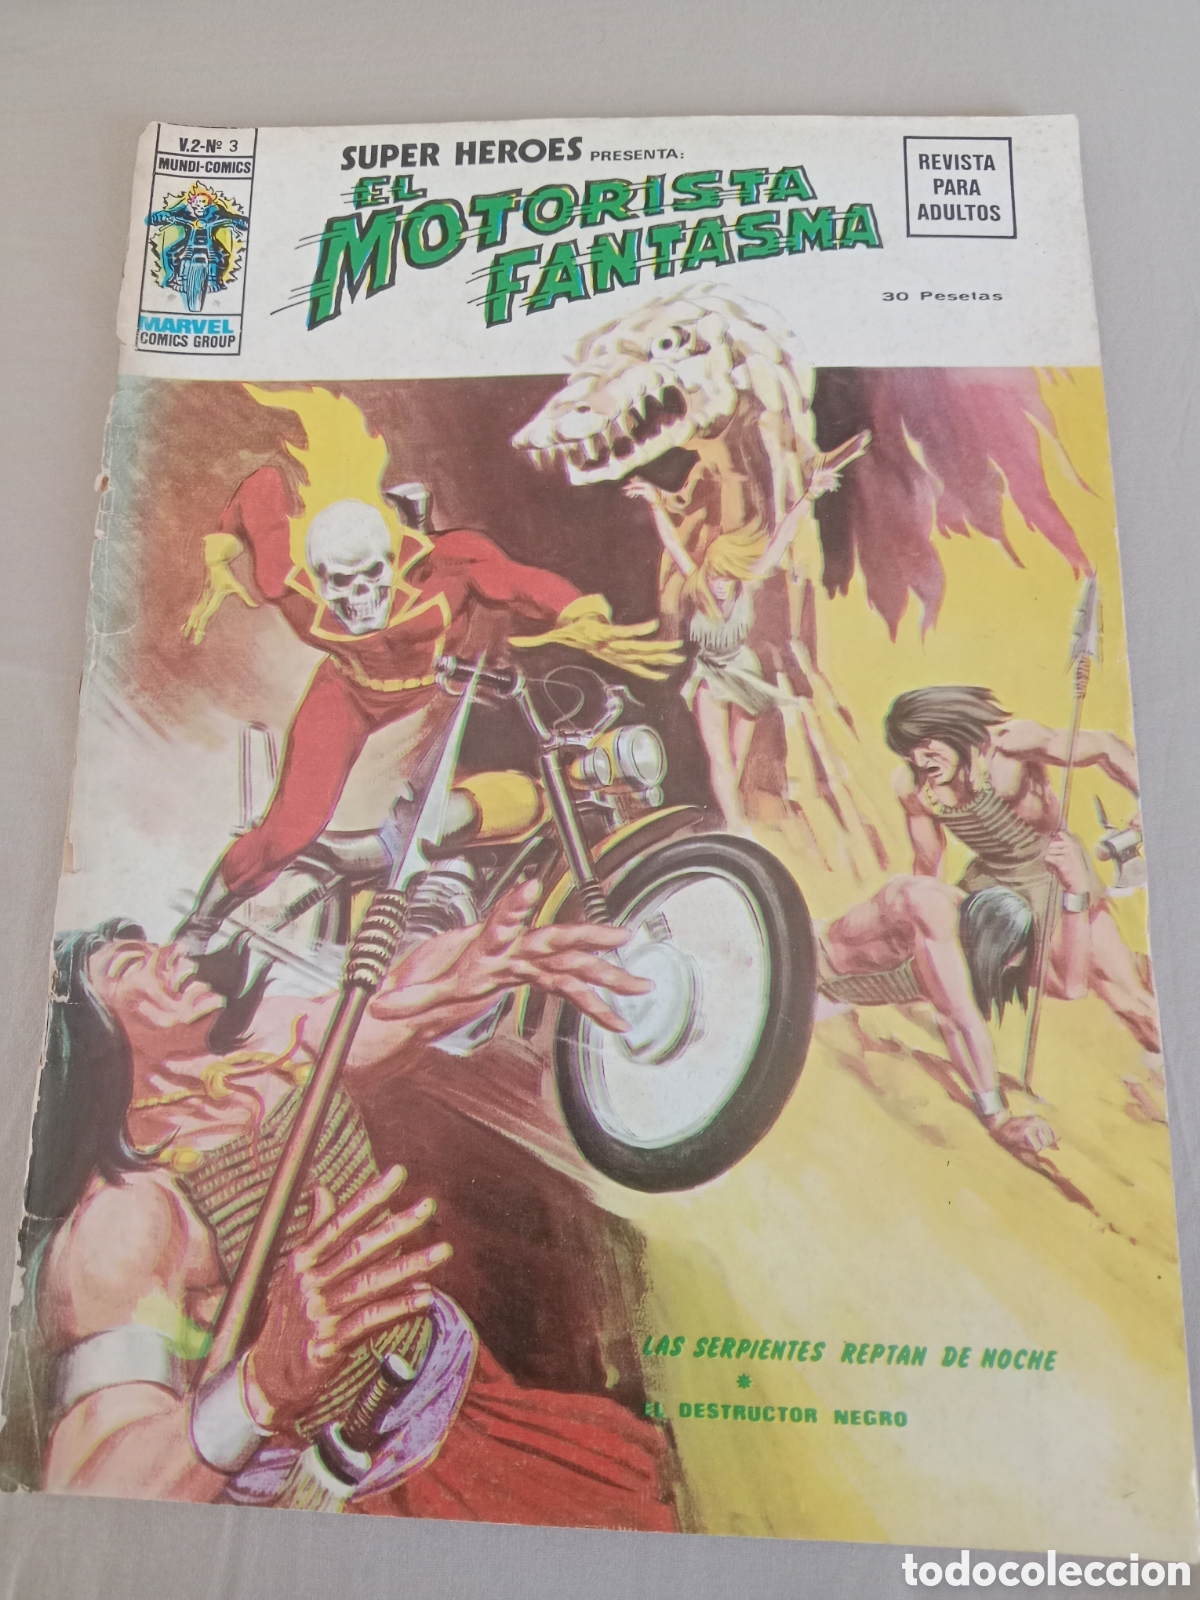 V.2-Nº 3
MUNDI-COMICS
MARVEL
COMICS GROUP
SUPER HEROES PRESENTA:
EL
MOTORISTA
FANTASMA
REVISTA
PARA
ADULTOS
30 Pesetas
LAS SERPIENTES REPTAN DE NOCHE
*
EL DESTRUCTOR NEGRO
todocoleccion